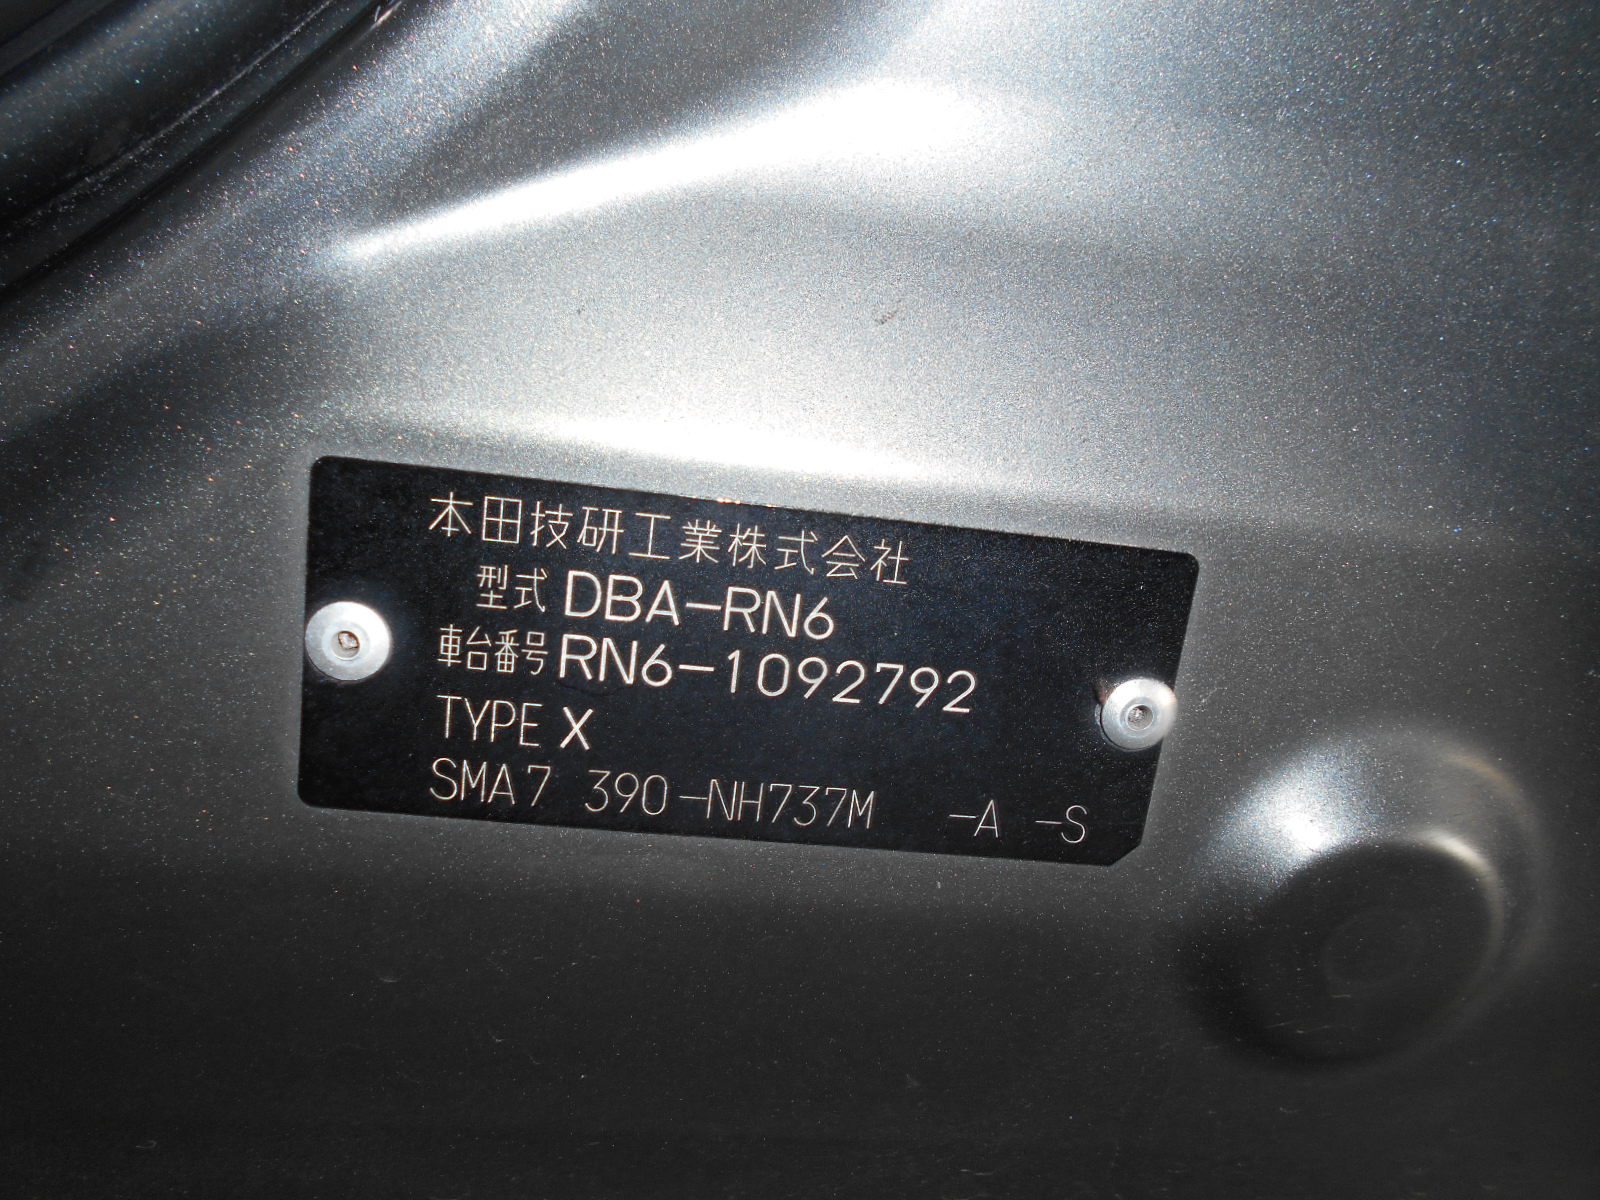 本田技研工業株式会社
型式 DBA-RN6
車台番号 RN6-1092792
TYPE X
SMA7 390-NH737M -A -S